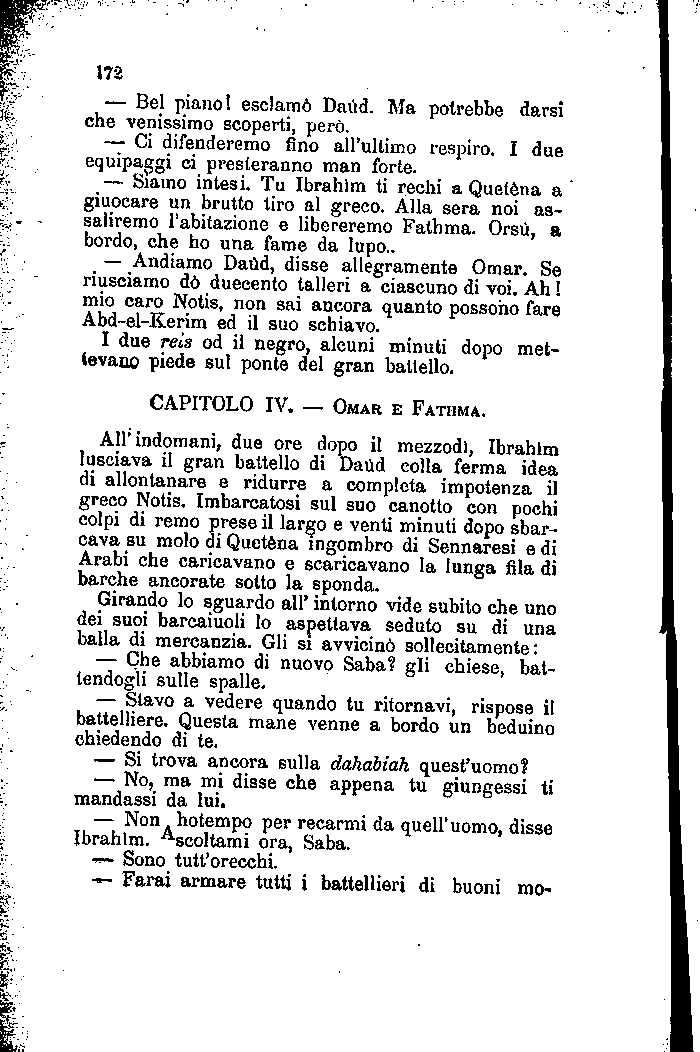 172
— Bel piano! esclamò Daùd. Ma potrebbe darsi
che venissimo scoperti, però.
— Ci difenderemo fino all'ultimo respiro. I due
equipaggi ci presteranno man forte.
— Siamo intesi. Tu Ibrahim ti rechi a Quetêna a
giuocare un brutto tiro al greco. Alla sera noi as-
saliremo l'abitazione e libereremo Fathma. Orsù, a
bordo, che ho una fame da lupo..
— Andiamo Daùd, disse allegramente Omar. Se
riusciamo dò duecento talleri a ciascuno di voi. Ah!
mio caro Notis, non sai ancora quanto possono fare
Abd-el-Kerim ed il suo schiavo.
I due reis od il negro, alcuni minuti dopo met-
tevano piede sul ponte del gran battello.
CAPITOLO IV. — OMAR E FATHMA.
All'indomani, due ore dopo il mezzodì, Ibrahim
lusciava il gran battello di Daùd colla ferma idea
di allontanare e ridurre a completa impotenza il
greco Notis. Imbarcatosi sul suo canotto con pochi
colpi di remo prese il largo e venti minuti dopo sbar-
cava su molo di Quetêna ingombro di Sennaresi e di
Arabi che caricavano e scaricavano la lunga fila di
barche ancorate sotto la sponda.
Girando lo sguardo all'intorno vide subito che uno
dei suoi barcaiuoli lo aspettava seduto su di una
balla di mercanzia. Gli si avvicinò sollecitamente:
— Che abbiamo di nuovo Saba? gli chiese, bat-
tendogli sulle spalle.
— Stavo a vedere quando tu ritornavi, rispose il
battelliere. Questa mane venne a bordo un beduino
chiedendo di te.
— Si trova ancora sulla dahabiah quest'uomo?
— No, ma mi disse che appena tu giungessi ti
mandassi da lui.
— Non hotempo per recarmi da quell'uomo, disse
Ibrahim. Ascoltami ora, Saba.
— Sono tutt'orecchi.
— Farai armare tutti i battellieri di buoni mo-